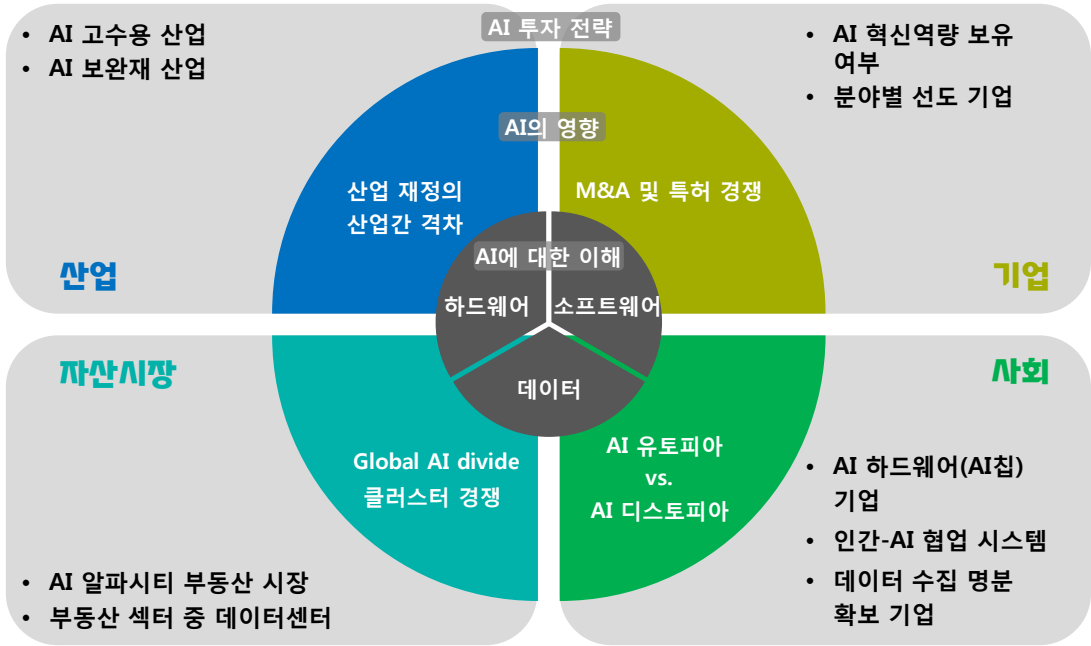 AI 투자 전략
• AI 고수용 산업
• AI 보완재 산업
• AI 혁신역량 보유
여부
• 분야별 선도 기업
AI의 영향
산업 재정의
산업간 격차
M&A 및 특허 경쟁
산업
기업
AI에 대한 이해
하드웨어
소프트웨어
데이터
자산시장
사회
Global AI divide
클러스터 경쟁
AI 유토피아
vs.
AI 디스토피아
• AI 알파시티 부동산 시장
• 부동산 섹터 중 데이터센터
• AI 하드웨어(AI칩)
기업
• 인간-AI 협업 시스템
• 데이터 수집 명분
확보 기업